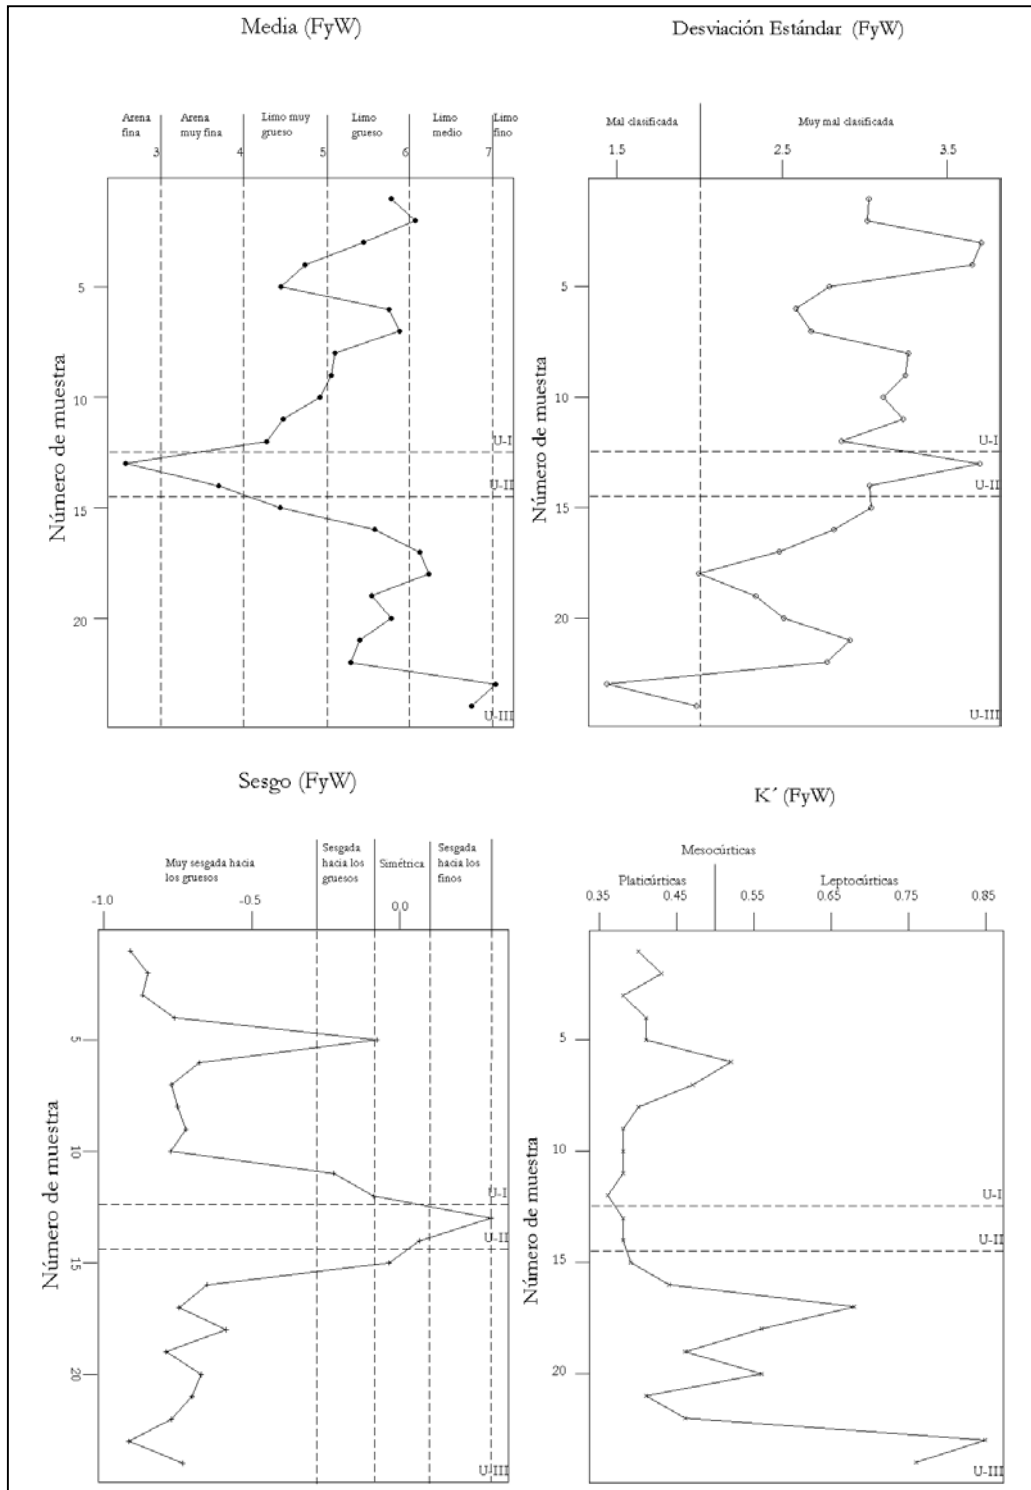 Media (FyW)
Arena fina
Arena muy fina
Limo muy grueso
Limo grueso
Limo medio
Limo fino
3 4 5 6 7
5
10
15
20
Número de muestra
U-I
U-II
U-III
Desviación Estándar (FyW)
Mal clasificada
Muy mal clasificada
1.5 2.5 3.5
5
10
15
20
Número de muestra
U-I
U-II
U-III
Sesgo (FyW)
Muy sesgada hacia los gruesos
Sesgada hacia los gruesos
Simétrica
Sesgada hacia los finos
-1.0 -0.5 0.0
5
10
15
20
Número de muestra
U-I
U-II
U-III
K´ (FyW)
Mesocúrticas
Platicúrticas
Leptocúrticas
0.35 0.45 0.55 0.65 0.75 0.85
5
10
15
20
Número de muestra
U-I
U-II
U-III